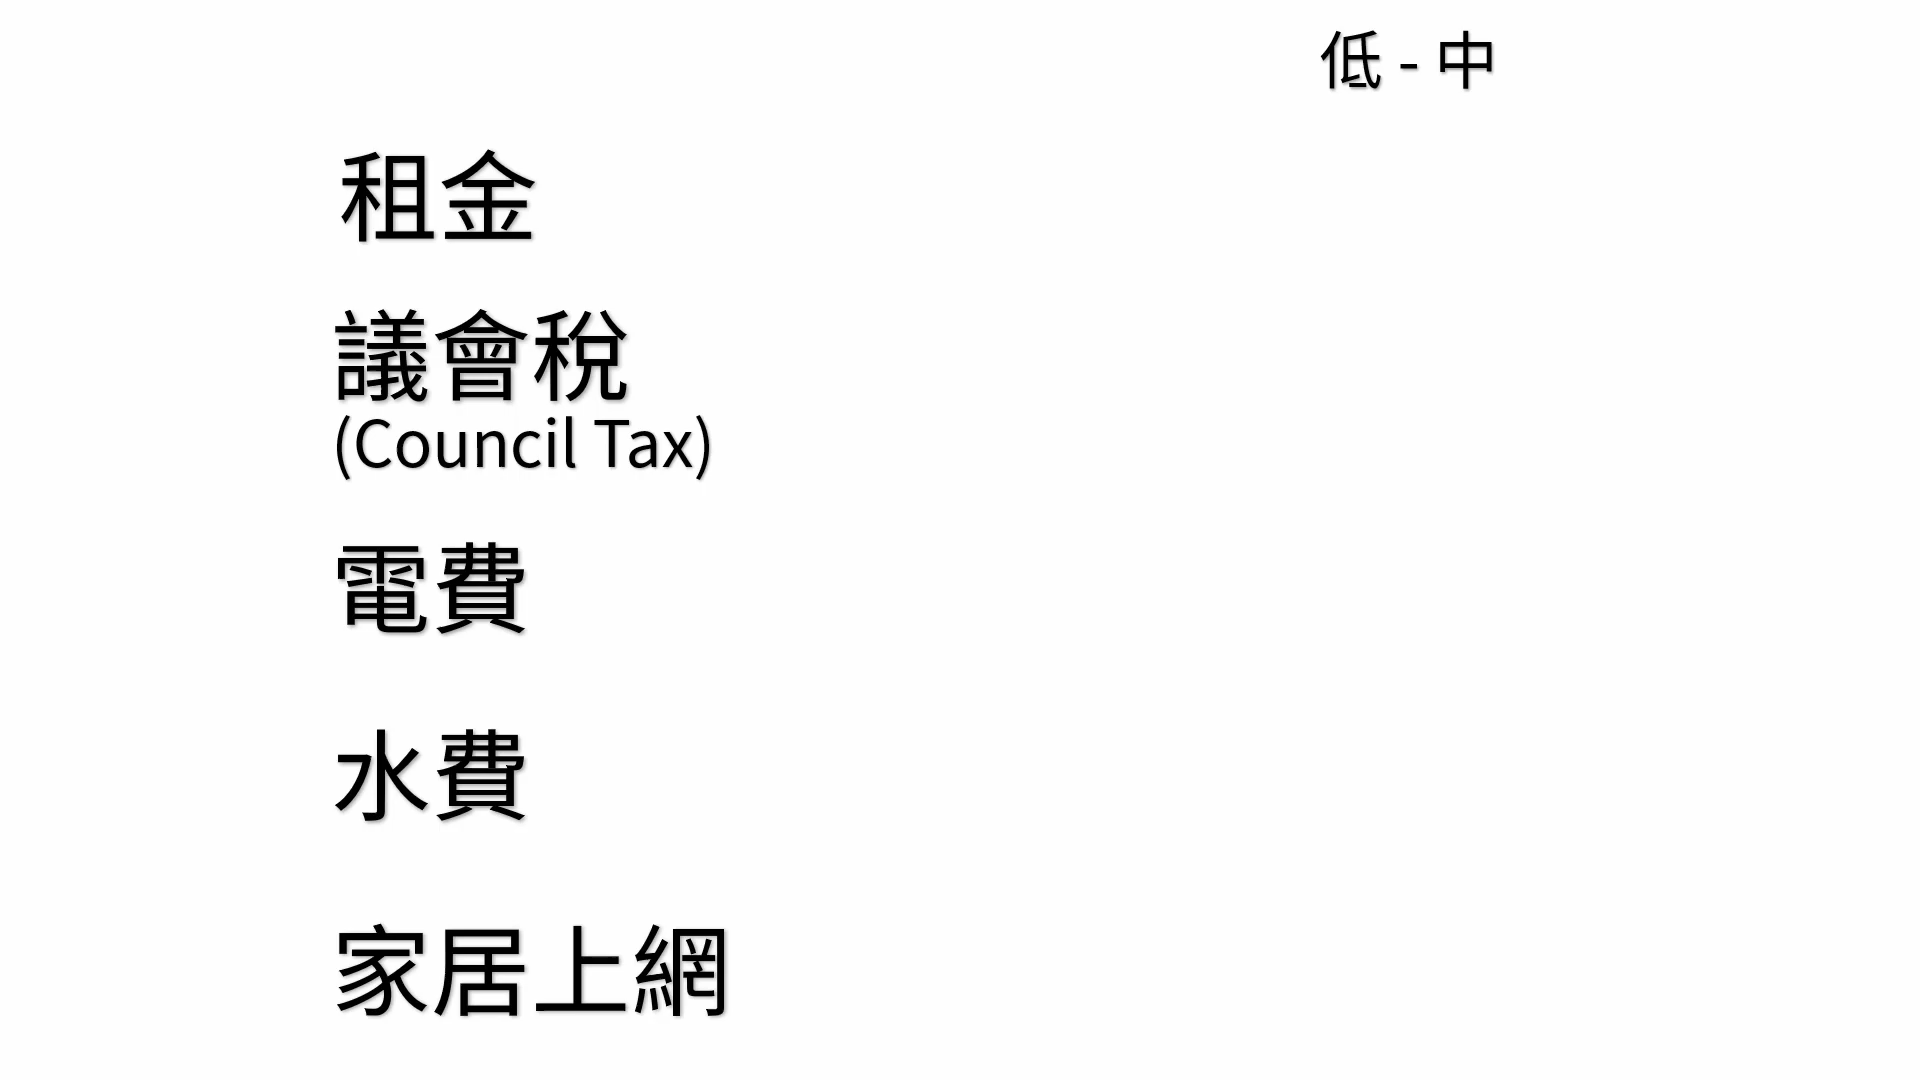 低 - 中
租金
議會稅
(Council Tax)
電費
水費
家居上網